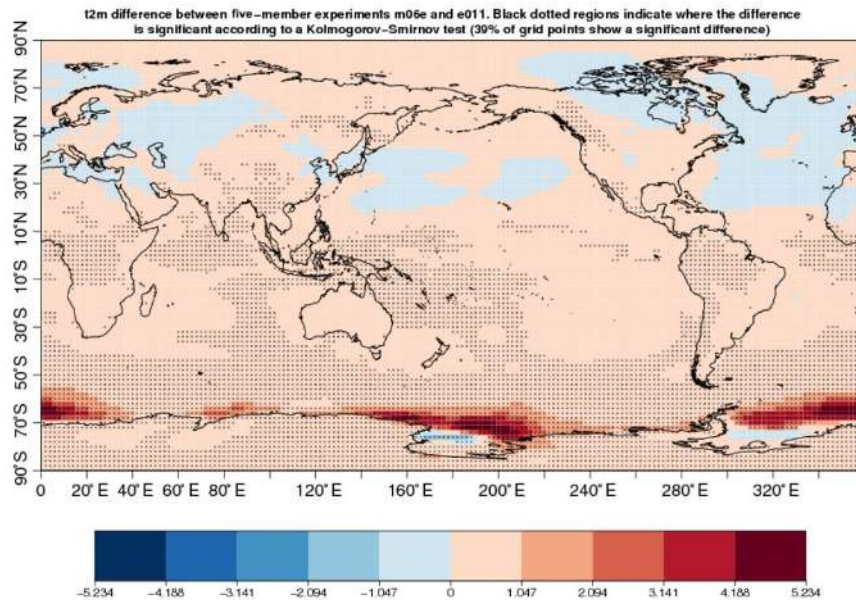 t2m difference between five−member experiments m06e and e011. Black dotted regions indicate where the difference
is significant according to a Kolmogorov−Smirnov test (39% of grid points show a significant difference)
90˚N
70˚N
50˚N
30˚N
10˚N
10˚S
30˚S
50˚S
70˚S
90˚S
0 20˚E 40˚E 60˚E 80˚E 120˚E 160˚E 200˚E 240˚E 280˚E 320˚E
−5.234 −4.188 −3.141 −2.094 −1.047 0 1.047 2.094 3.141 4.188 5.234